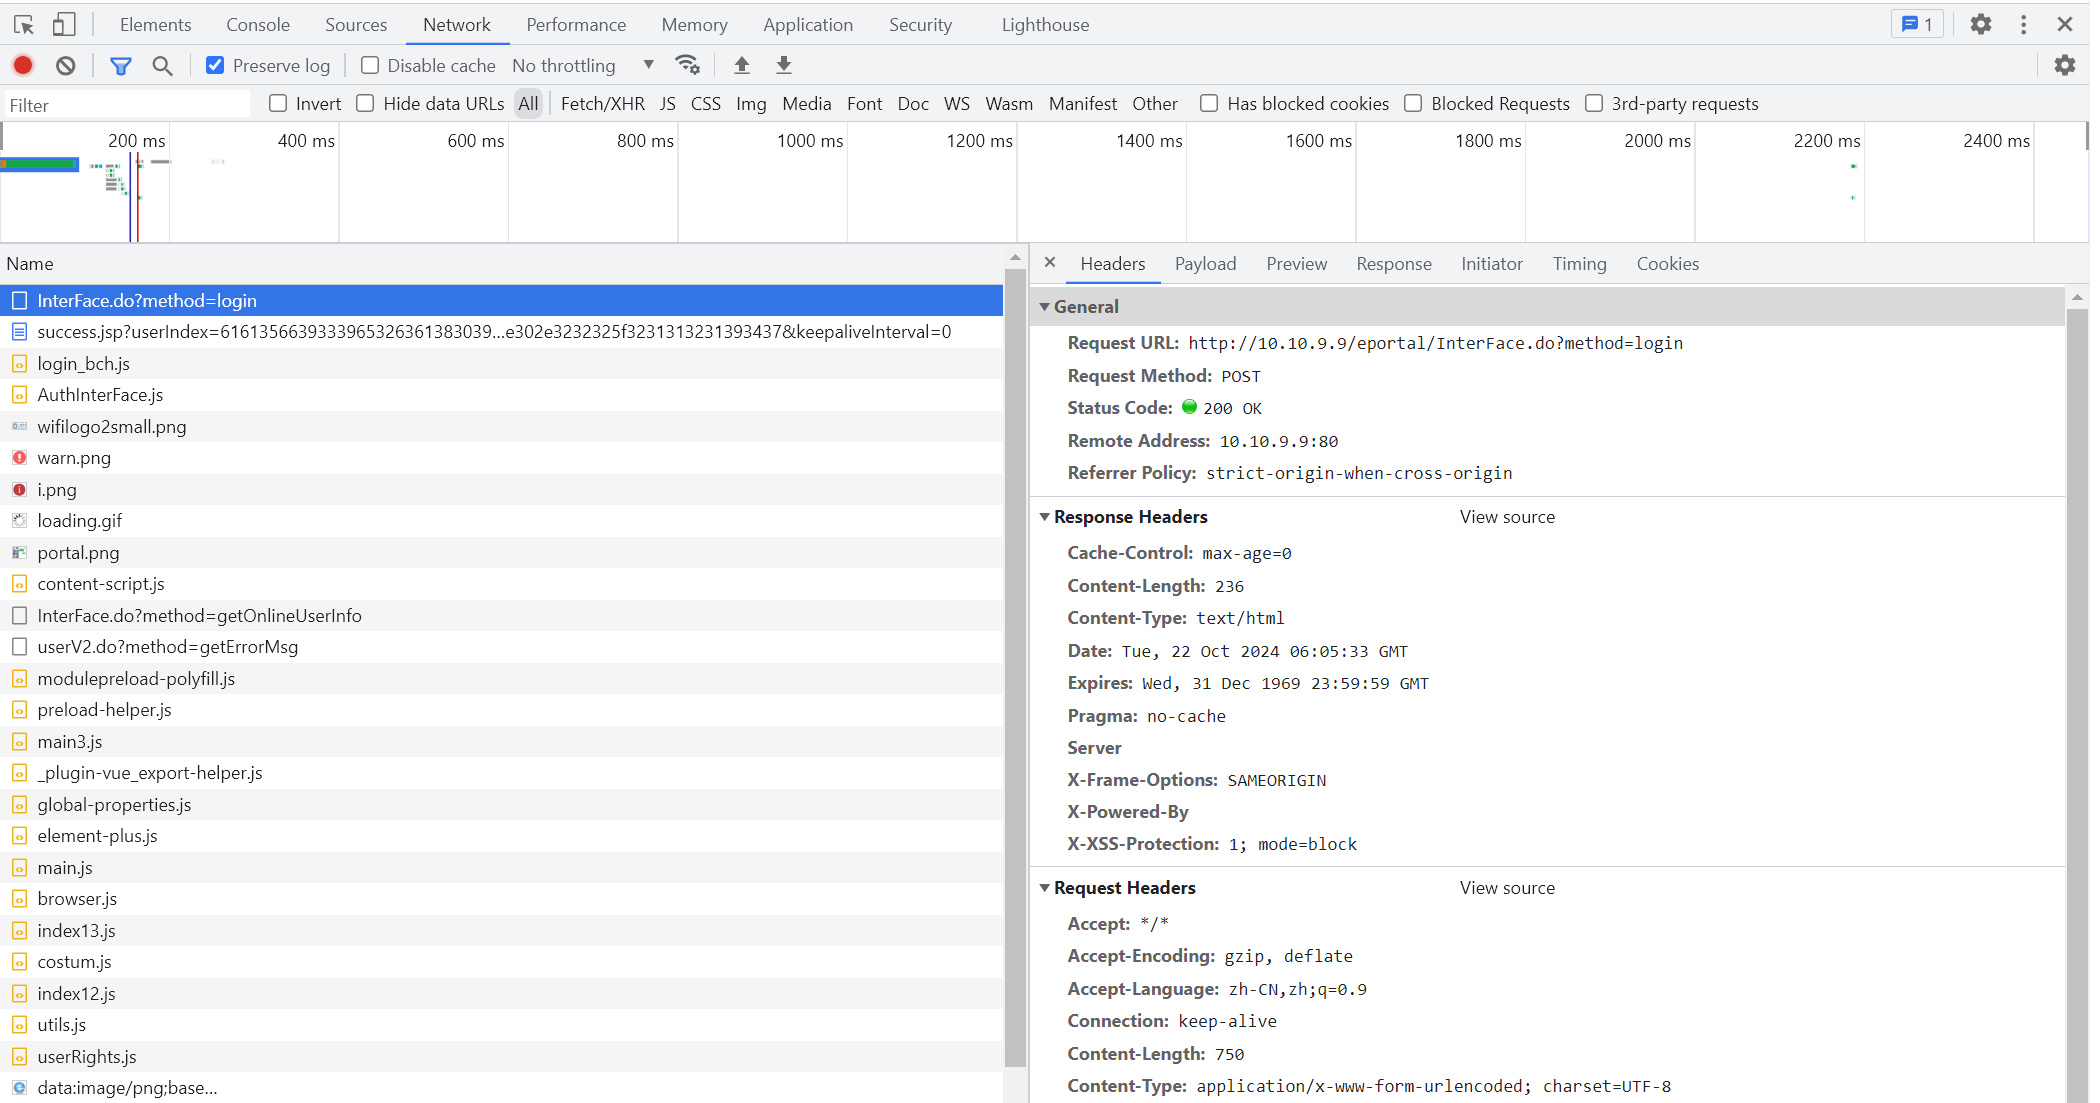 Elements Console Sources Network Performance Memory Application Security Lighthouse 1
Preserve log Disable cache No throttling
Filter Invert Hide data URLs All Fetch/XHR JS CSS Img Media Font Doc WS Wasm Manifest Other Has blocked cookies Blocked Requests 3rd-party requests
200 ms 400 ms 600 ms 800 ms 1000 ms 1200 ms 1400 ms 1600 ms 1800 ms 2000 ms 2200 ms 2400 ms
Name
InterFace.do?method=login
success.jsp?userIndex=6161356639333965326361383039...e302e3232325f3231313231393437&keepaliveInterval=0
login_bch.js
AuthInterFace.js
wifilogo2small.png
warn.png
i.png
loading.gif
portal.png
content-script.js
InterFace.do?method=getOnlineUserInfo
userV2.do?method=getErrorMsg
modulepreload-polyfill.js
preload-helper.js
main3.js
_plugin-vue_export-helper.js
global-properties.js
element-plus.js
main.js
browser.js
index13.js
costum.js
index12.js
utils.js
userRights.js
data:image/png;base...
Headers Payload Preview Response Initiator Timing Cookies
General
Request URL: http://10.10.9.9/eportal/InterFace.do?method=login
Request Method: POST
Status Code: 200 OK
Remote Address: 10.10.9.9:80
Referrer Policy: strict-origin-when-cross-origin
Response Headers View source
Cache-Control: max-age=0
Content-Length: 236
Content-Type: text/html
Date: Tue, 22 Oct 2024 06:05:33 GMT
Expires: Wed, 31 Dec 1969 23:59:59 GMT
Pragma: no-cache
Server
X-Frame-Options: SAMEORIGIN
X-Powered-By
X-XSS-Protection: 1; mode=block
Request Headers View source
Accept: */*
Accept-Encoding: gzip, deflate
Accept-Language: zh-CN,zh;q=0.9
Connection: keep-alive
Content-Length: 750
Content-Type: application/x-www-form-urlencoded; charset=UTF-8